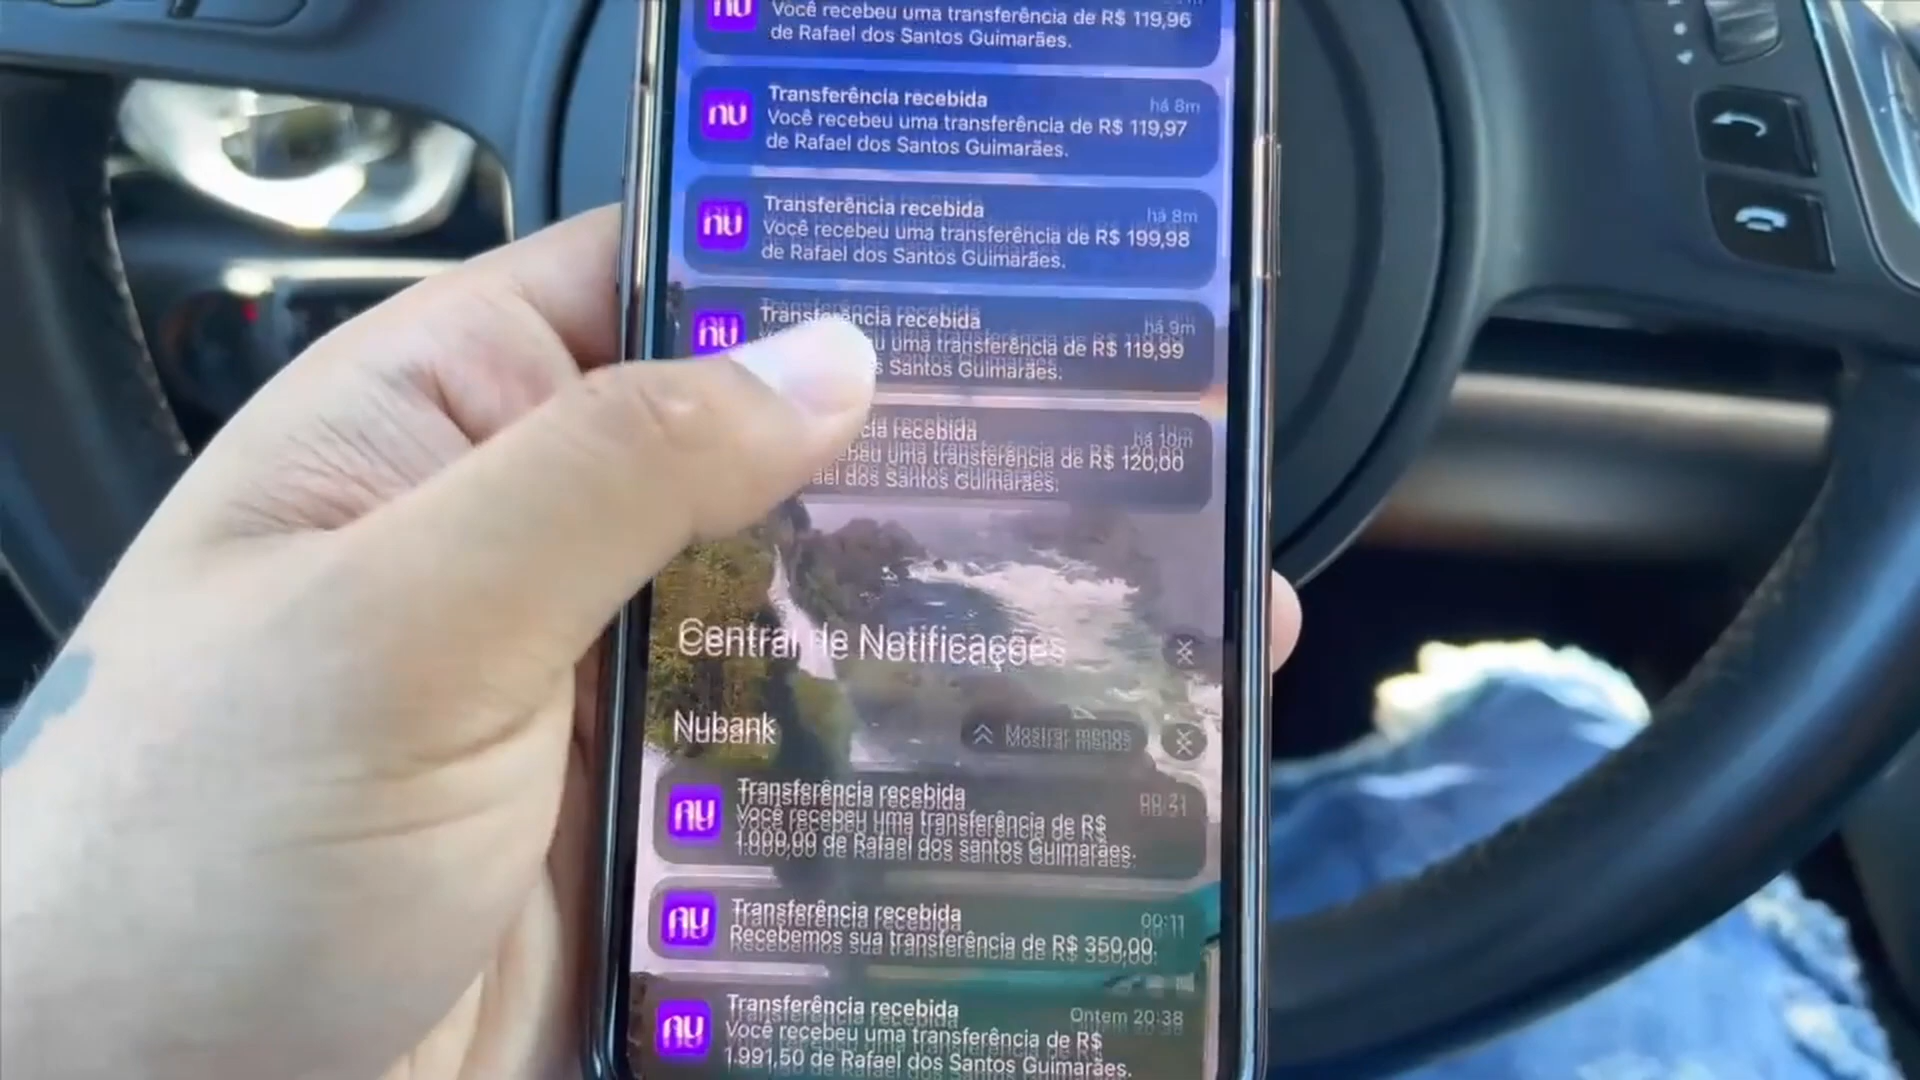 nu
Você recebeu uma transferência de R$ 119,96
de Rafael dos Santos Guimarães.
nu
Transferência recebida
há 8m
Você recebeu uma transferência de R$ 119,97
de Rafael dos Santos Guimarães.
nu
Transferência recebida
há 8m
Você recebeu uma transferência de R$ 199,98
de Rafael dos Santos Guimarães.
nu
Transferência recebida
há 9m
uma transferência de R$ 119,99
Santos Guimarães.
recebida
há 10m
uma transferência de R$ 120,00
dos Santos Guimarães.
Central de Notificações
Nubank
Mostrar menos
nu
Transferência recebida
Você recebeu uma transferência de R$
1.000,00 de Rafael dos santos Guimarães.
nu
Transferência recebida
00:11
Recebemos sua transferência de R$ 350,00.
nu
Transferência recebida
Ontem 20:38
Você recebeu uma transferência de R$
1.991,50 de Rafael dos Santos Guimarães.